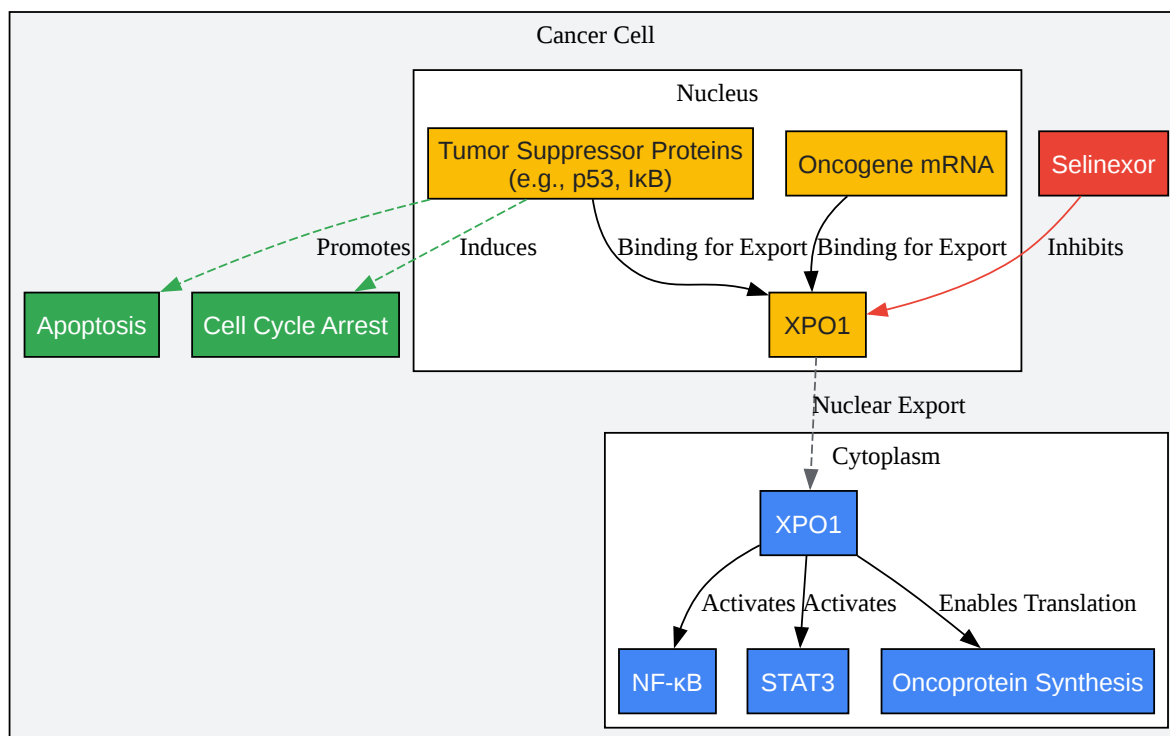 Cancer Cell
Nucleus
Tumor Suppressor Proteins
(e.g., p53, IκB)
Oncogene mRNA
Selinexor
Promotes
Induces
Binding for Export
Binding for Export
Inhibits
Apoptosis
Cell Cycle Arrest
XPO1
Nuclear Export
Cytoplasm
XPO1
Activates
Activates
Enables Translation
NF-κB
STAT3
Oncoprotein Synthesis